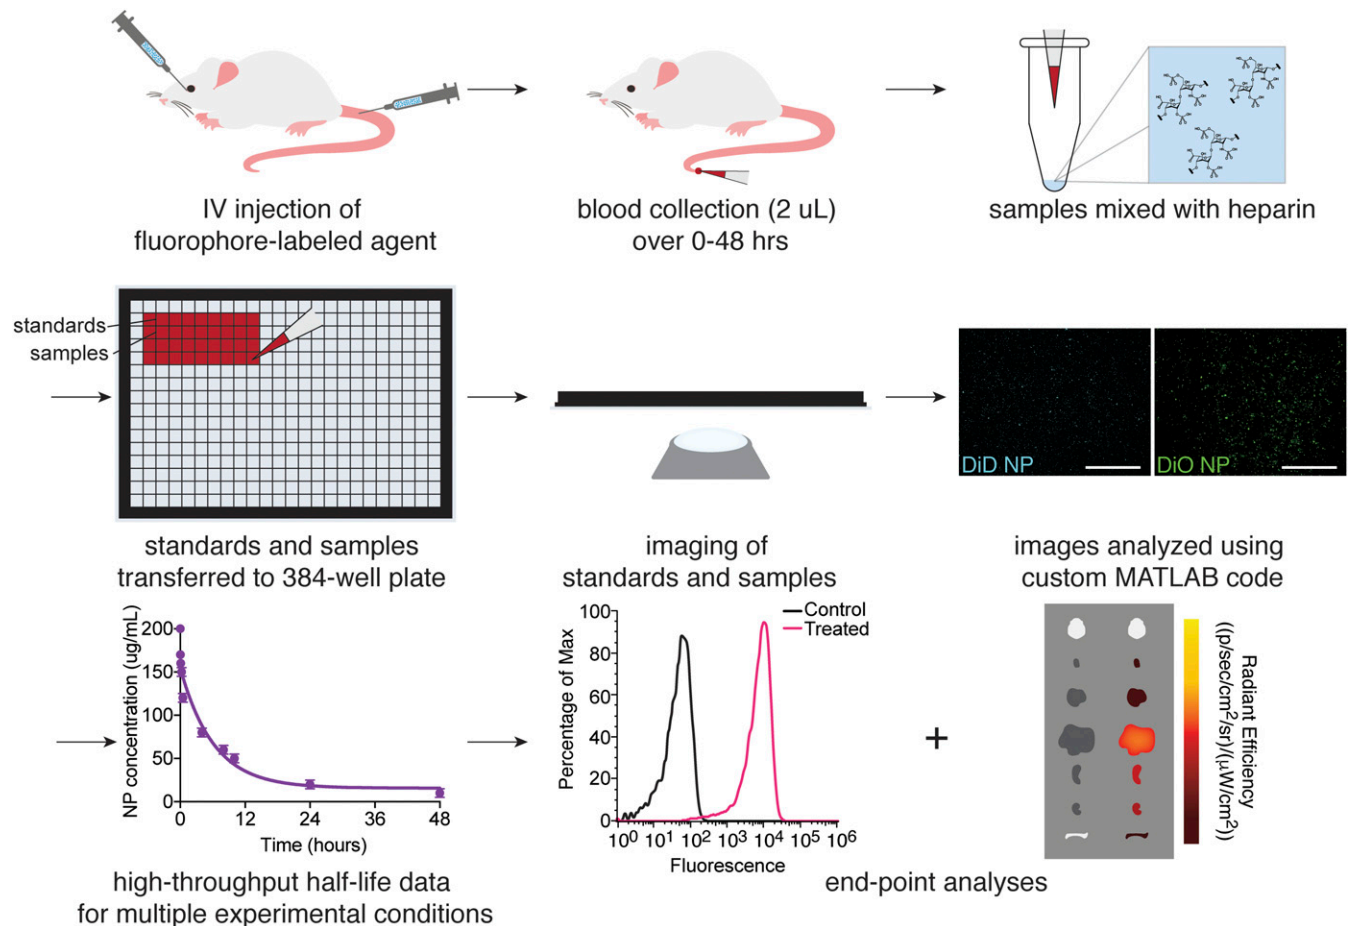 IV injection of
fluorophore-labeled agent
blood collection (2 uL)
over 0-48 hrs
samples mixed with heparin
standards
samples
standards and samples
transferred to 384-well plate
imaging of
standards and samples
DiD NP
DiO NP
images analyzed using
custom MATLAB code
NP concentration (ug/mL)
200
150
100
50
0
0 12 24 36 48
Time (hours)
high-throughput half-life data
for multiple experimental conditions
Percentage of Max
100
80
60
40
20
0
10⁰ 10¹ 10² 10³ 10⁴ 10⁵ 10⁶
Fluorescence
Control
Treated
+
Radiant Efficiency
((p/sec/cm²/sr)/(µW/cm²))
end-point analyses